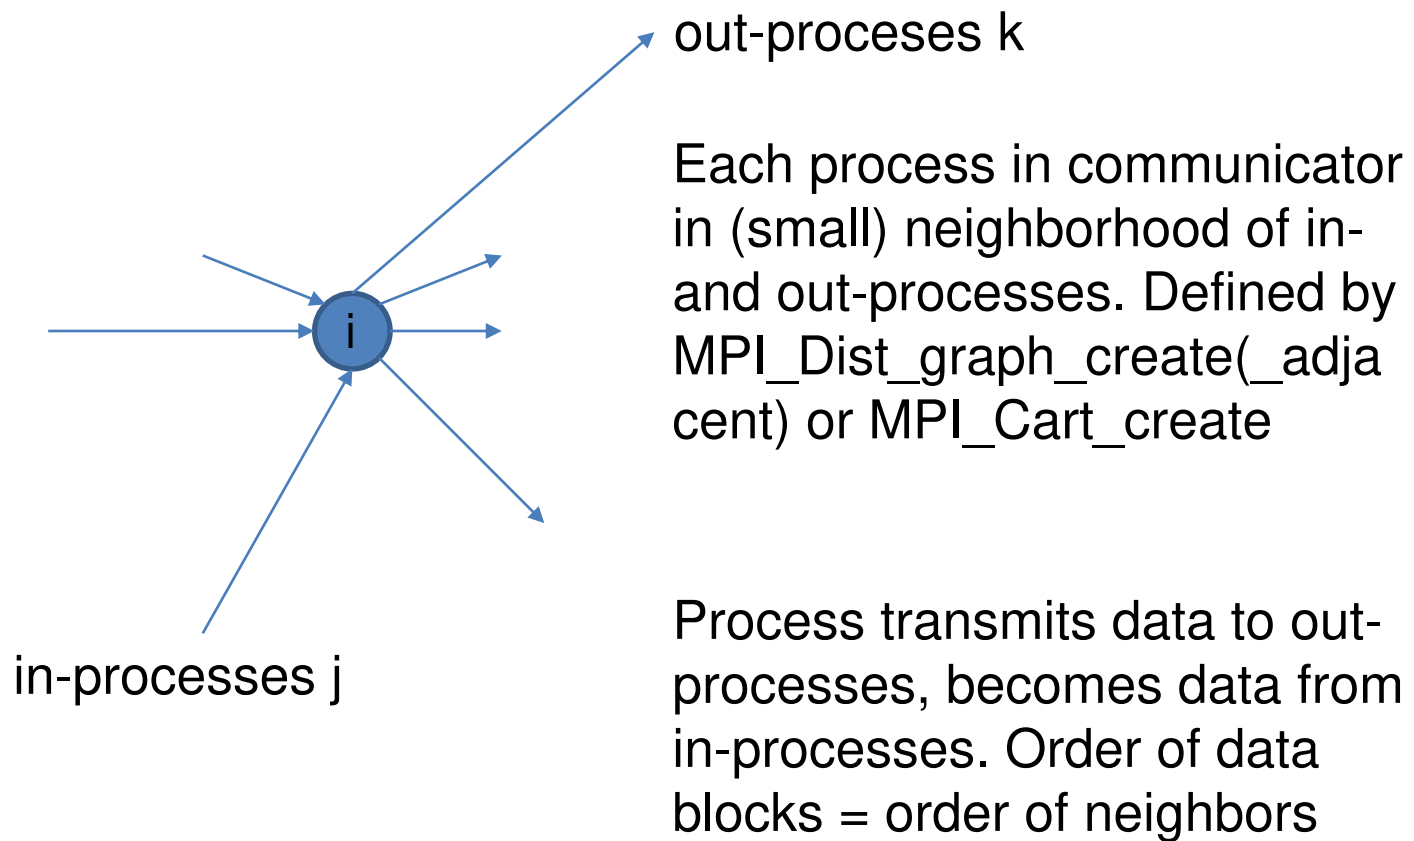 out-proceses k
Each process in communicator
in (small) neighborhood of in-
and out-processes. Defined by
MPI_Dist_graph_create(_adja
cent) or MPI_Cart_create
i
Process transmits data to out-
processes, becomes data from
in-processes. Order of data
blocks = order of neighbors
in-processes j